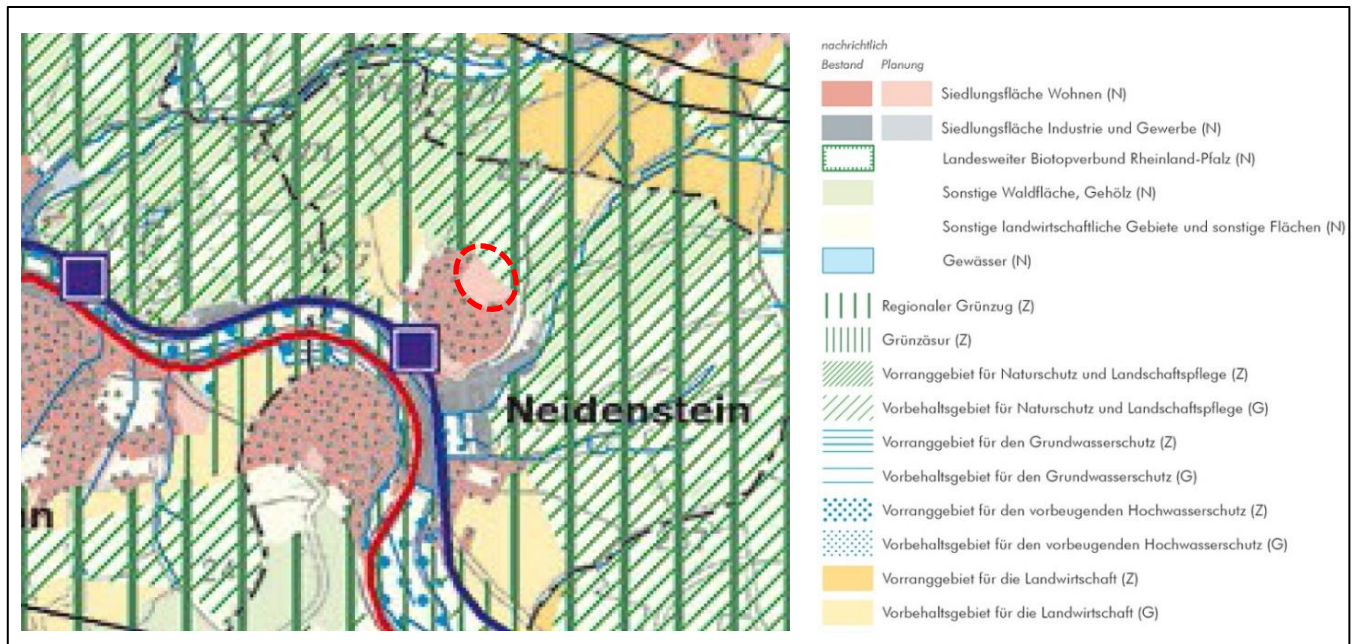 Neidenstein
nachrichtlich
Bestand Planung
Siedlungsfläche Wohnen (N)
Siedlungsfläche Industrie und Gewerbe (N)
Landesweiter Biotopverbund Rheinland-Pfalz (N)
Sonstige Waldfläche, Gehölz (N)
Sonstige landwirtschaftliche Gebiete und sonstige Flächen (N)
Gewässer (N)
Regionaler Grünzug (Z)
Grünzäsur (Z)
Vorranggebiet für Naturschutz und Landschaftspflege (Z)
Vorbehaltsgebiet für Naturschutz und Landschaftspflege (G)
Vorranggebiet für den Grundwasserschutz (Z)
Vorbehaltsgebiet für den Grundwasserschutz (G)
Vorranggebiet für den vorbeugenden Hochwasserschutz (Z)
Vorbehaltsgebiet für den vorbeugenden Hochwasserschutz (G)
Vorranggebiet für die Landwirtschaft (Z)
Vorbehaltsgebiet für die Landwirtschaft (G)